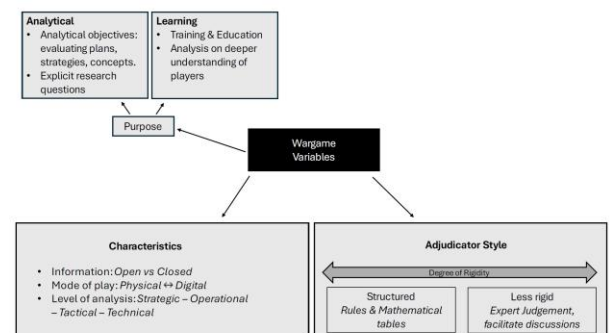 Analytical
• Analytical objectives:
evaluating plans,
strategies, concepts.
• Explicit research
questions
Learning
• Training & Education
• Analysis on deeper
understanding of
players
Purpose
Wargame
Variables
Characteristics
• Information: Open vs Closed
• Mode of play: Physical ↔ Digital
• Level of analysis: Strategic – Operational
– Tactical – Technical
Adjudicator Style
Degree of Rigidity
Structured
Rules & Mathematical
tables
Less rigid
Expert Judgement,
facilitate discussions